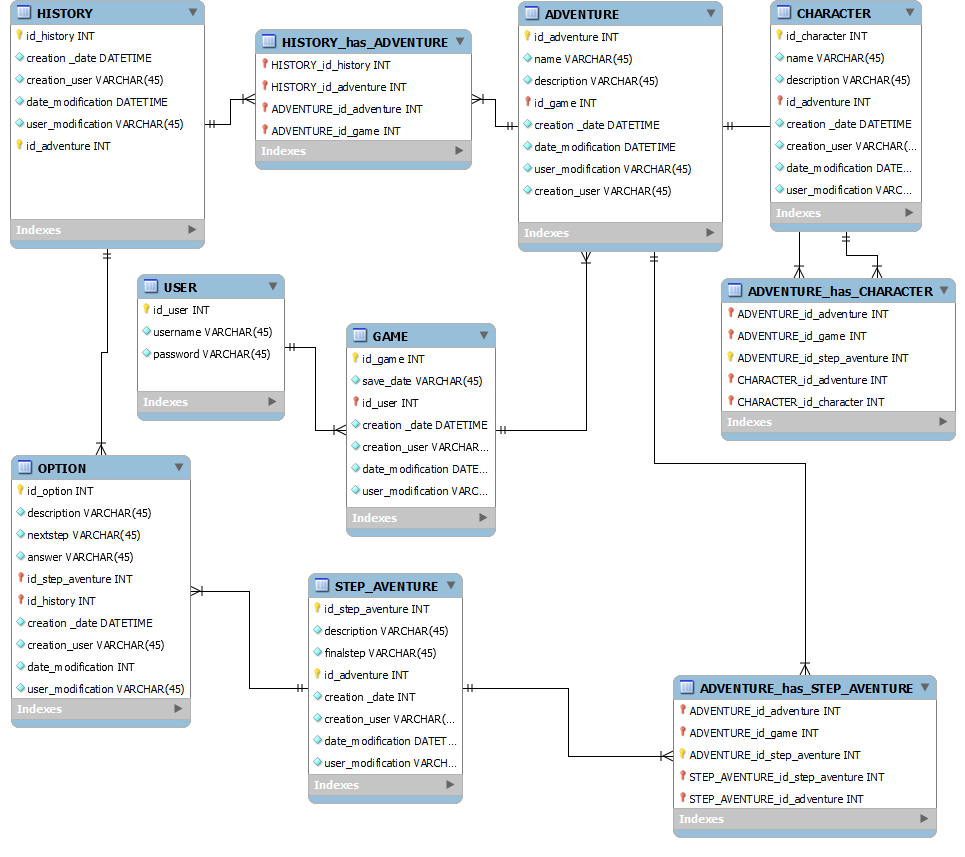 HISTORY
id_history INT
creation _date DATETIME
creation_user VARCHAR(45)
date_modification DATETIME
user_modification VARCHAR(45)
id_adventure INT
Indexes
HISTORY_has_ADVENTURE
HISTORY_id_history INT
HISTORY_id_adventure INT
ADVENTURE_id_adventure INT
ADVENTURE_id_game INT
Indexes
ADVENTURE
id_adventure INT
name VARCHAR(45)
description VARCHAR(45)
id_game INT
creation _date DATETIME
date_modification DATETIME
user_modification VARCHAR(45)
creation_user VARCHAR(45)
Indexes
CHARACTER
id_character INT
name VARCHAR(45)
description VARCHAR(45)
id_adventure INT
creation _date DATETIME
creation_user VARCHAR(...
date_modification DATE...
user_modification VARC...
Indexes
USER
id_user INT
username VARCHAR(45)
password VARCHAR(45)
Indexes
GAME
id_game INT
save_date VARCHAR(45)
id_user INT
creation _date DATETIME
creation_user VARCHAR...
date_modification DATE...
user_modification VARC...
Indexes
ADVENTURE_has_CHARACTER
ADVENTURE_id_adventure INT
ADVENTURE_id_game INT
ADVENTURE_id_step_aventure INT
CHARACTER_id_adventure INT
CHARACTER_id_character INT
Indexes
OPTION
id_option INT
description VARCHAR(45)
nextstep VARCHAR(45)
answer VARCHAR(45)
id_step_aventure INT
id_history INT
creation _date DATETIME
creation_user VARCHAR(45)
date_modification INT
user_modification VARCHAR(45)
Indexes
STEP_AVENTURE
id_step_aventure INT
description VARCHAR(45)
finalstep VARCHAR(45)
id_adventure INT
creation _date INT
creation_user VARCHAR(...
date_modification DATET...
user_modification VARCH...
Indexes
ADVENTURE_has_STEP_AVENTURE
ADVENTURE_id_adventure INT
ADVENTURE_id_game INT
ADVENTURE_id_step_aventure INT
STEP_AVENTURE_id_step_aventure INT
STEP_AVENTURE_id_adventure INT
Indexes